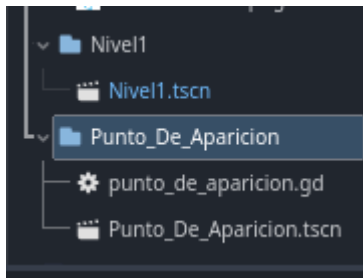 Nivel1
Nivel1.tscn
Punto_De_Aparicion
punto_de_aparicion.gd
Punto_De_Aparicion.tscn